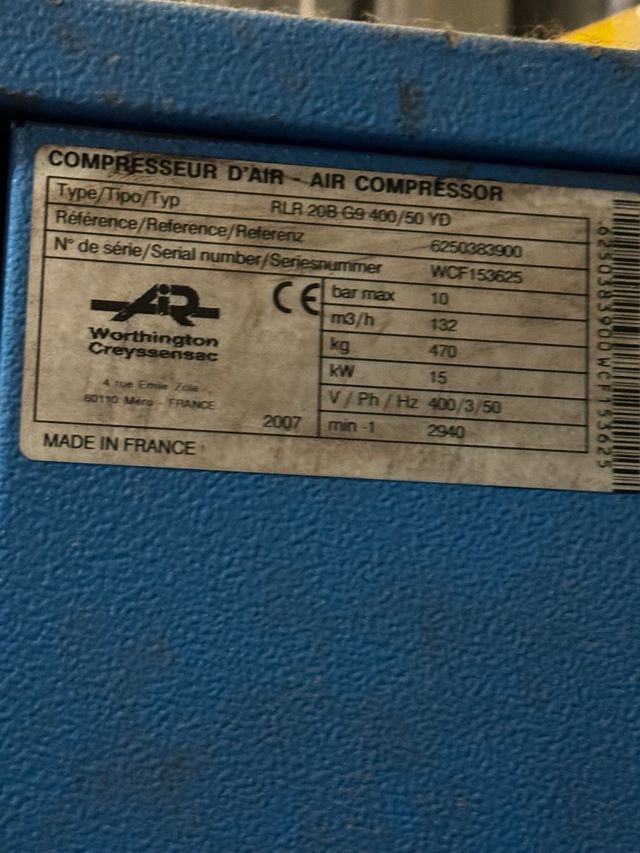 COMPRESSEUR D'AIR - AIR COMPRESSOR
Type/Tipo/Typ RLR 20B G9 400/50 YD
Référence/Reference/Referenz 6250383900
N° de série/Serial number/Seriesnummer WCF153625
AIR
Worthington
Creyssensac
4 rue Emile Zola
60110 Méru - FRANCE
2007
CE
bar max 10
m3/h 132
kg 470
kW 15
V / Ph / Hz 400/3/50
min -1 2940
MADE IN FRANCE
6250383900WCF153625